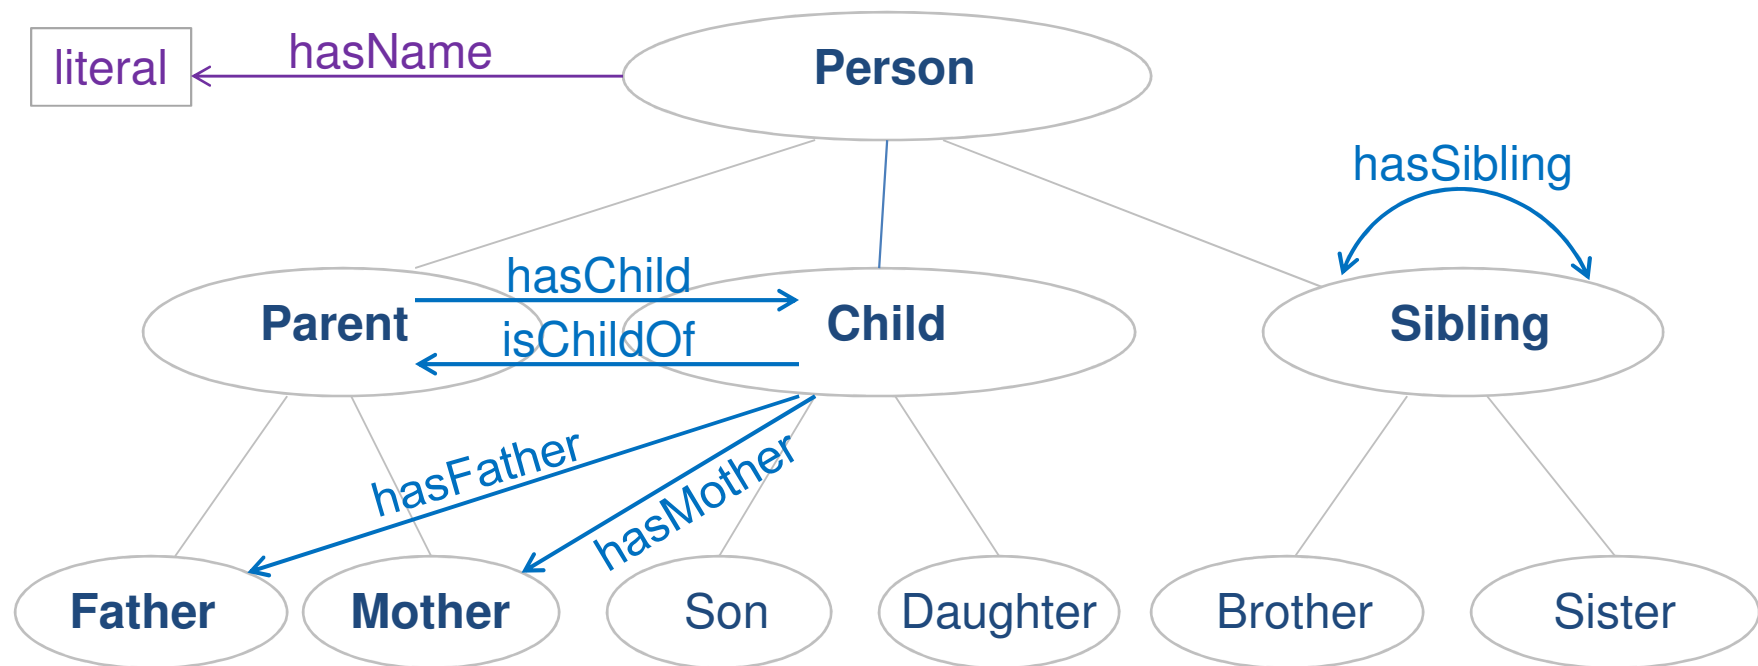 literal
hasName
Person
hasSibling
hasChild
Parent
Child
Sibling
isChildOf
hasFather
hasMother
Father
Mother
Son
Daughter
Brother
Sister